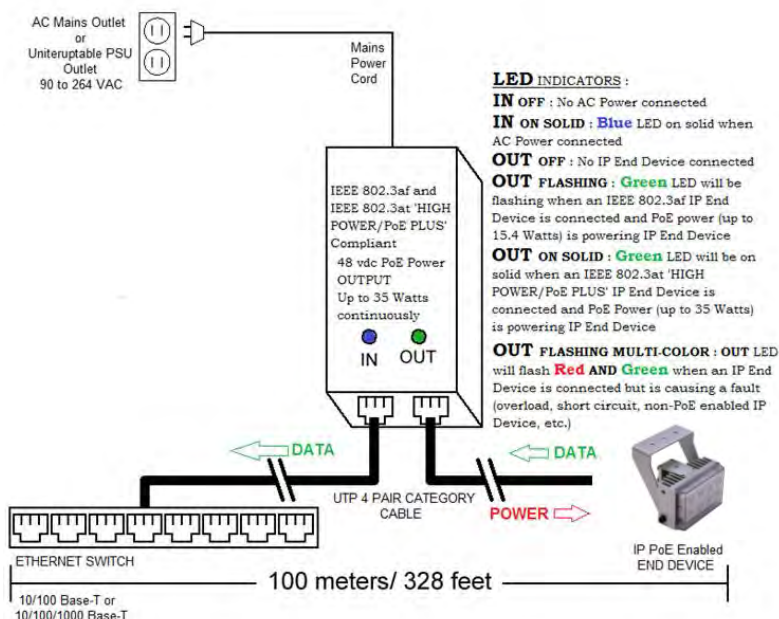 AC Mains Outlet
or
Uniteruptable PSU
Outlet
90 to 264 VAC
Mains
Power
Cord
LED INDICATORS :
IN OFF : No AC Power connected
IN ON SOLID : Blue LED on solid when
AC Power connected
OUT OFF : No IP End Device connected
OUT FLASHING : Green LED will be
flashing when an IEEE 802.3af IP End
Device is connected and PoE power (up to
15.4 Watts) is powering IP End Device
OUT ON SOLID : Green LED will be on
solid when an IEEE 802.3at 'HIGH
POWER/PoE PLUS' IP End Device is
connected and PoE Power (up to 35 Watts)
is powering IP End Device
OUT FLASHING MULTI-COLOR : OUT LED
will flash Red AND Green when an IP End
Device is connected but is causing a fault
(overload, short circuit, non-PoE enabled IP
Device, etc.)
IEEE 802.3af and
IEEE 802.3at 'HIGH
POWER/PoE PLUS'
Compliant
48 vdc PoE Power
OUTPUT
Up to 35 Watts
continuously
IN OUT
DATA
DATA
UTP 4 PAIR CATEGORY
CABLE
POWER
IP PoE Enabled
END DEVICE
ETHERNET SWITCH
100 meters/ 328 feet
10/100 Base-T or
10/100/1000 Base-T